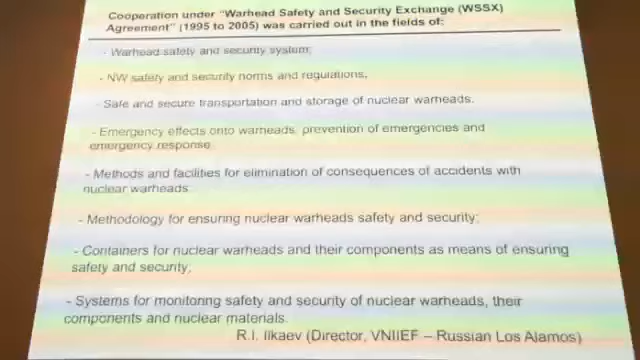 Cooperation under "Warhead Safety and Security Exchange (WSSX)
Agreement" (1995 to 2005) was carried out in the fields of:
- Warhead safety and security system;
- NW safety and security norms and regulations,
- Safe and secure transportation and storage of nuclear warheads.
- Emergency effects onto warheads, prevention of emergencies and
emergency response.
- Methods and facilities for elimination of consequences of accidents with
nuclear warheads.
- Methodology for ensuring nuclear warheads safety and security;
- Containers for nuclear warheads and their components as means of ensuring
safety and security;
- Systems for monitoring safety and security of nuclear warheads, their
components and nuclear materials.
R.I. Ilkaev (Director, VNIIEF – Russian Los Alamos)